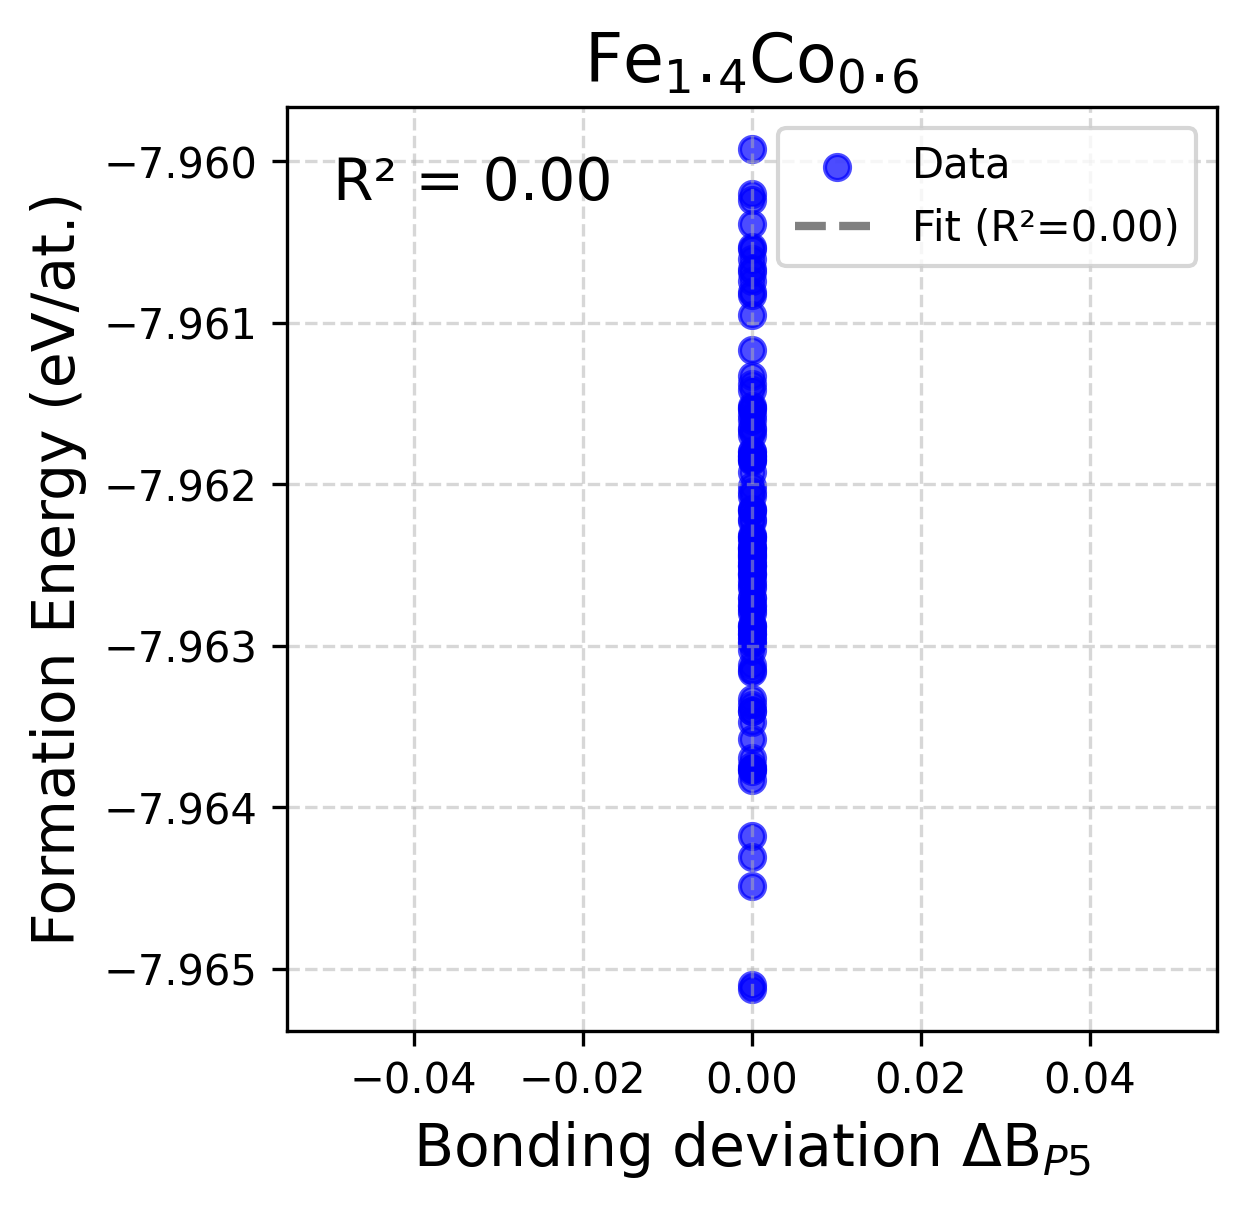 Fe₁.₄Co₀.₆
R² = 0.00
Data
Fit (R²=0.00)
Formation Energy (eV/at.)
−7.960
−7.961
−7.962
−7.963
−7.964
−7.965
−0.04 −0.02 0.00 0.02 0.04
Bonding deviation ΔB_P5